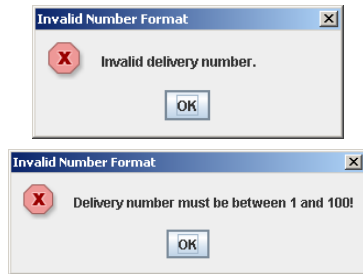 Invalid Number Format
Invalid delivery number.
OK
Invalid Number Format
Delivery number must be between 1 and 100!
OK